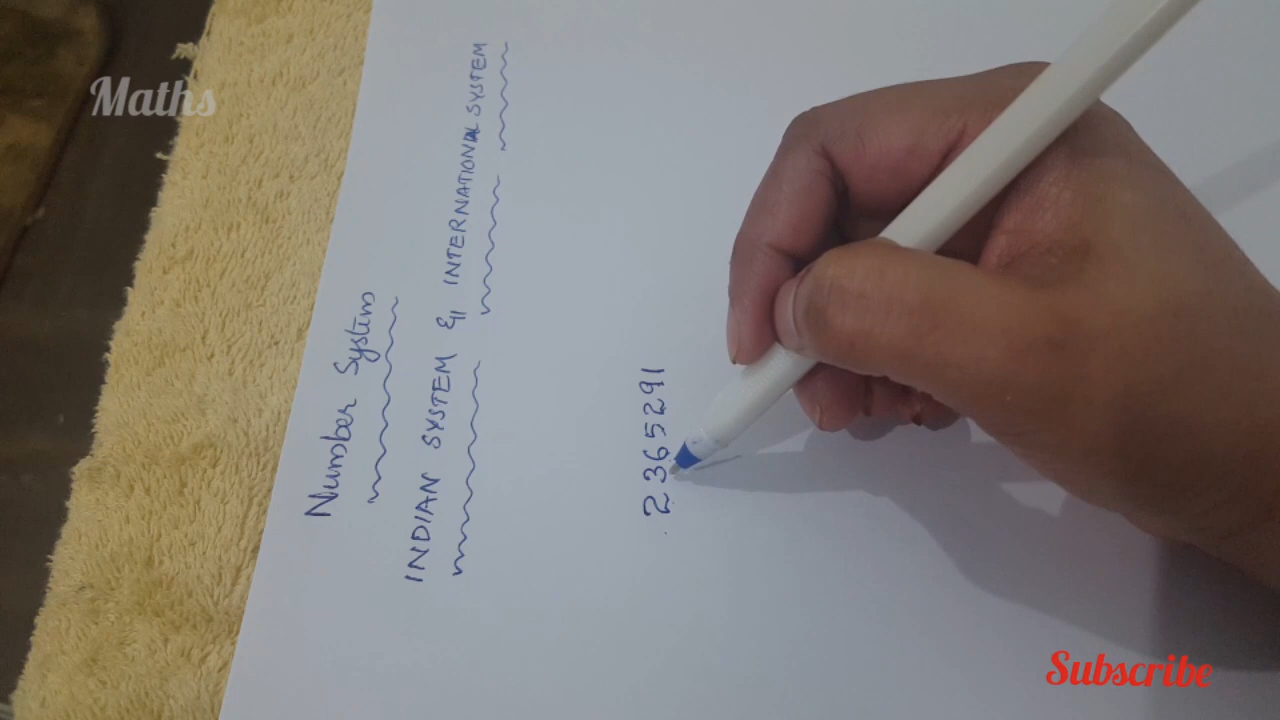 Maths
Number System
INDIAN SYSTEM & INTERNATIONAL SYSTEM
2365291
Subscribe